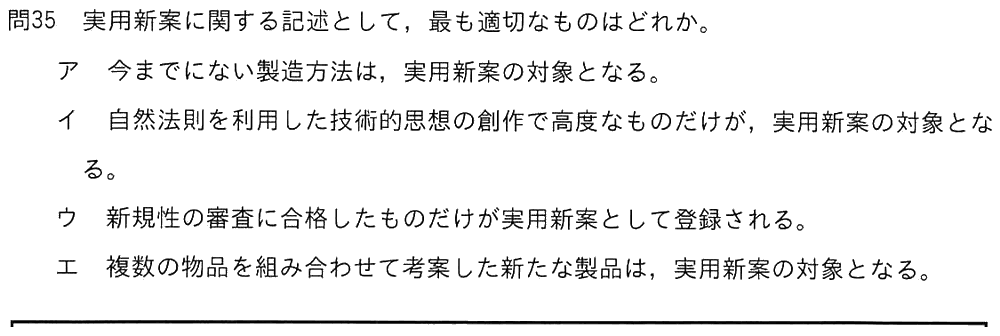 問35 実用新案に関する記述として，最も適切なものはどれか。
ア 今までにない製造方法は，実用新案の対象となる。
イ 自然法則を利用した技術的思想の創作で高度なものだけが，実用新案の対象とな
る。
ウ 新規性の審査に合格したものだけが実用新案として登録される。
エ 複数の物品を組み合わせて考案した新たな製品は，実用新案の対象となる。